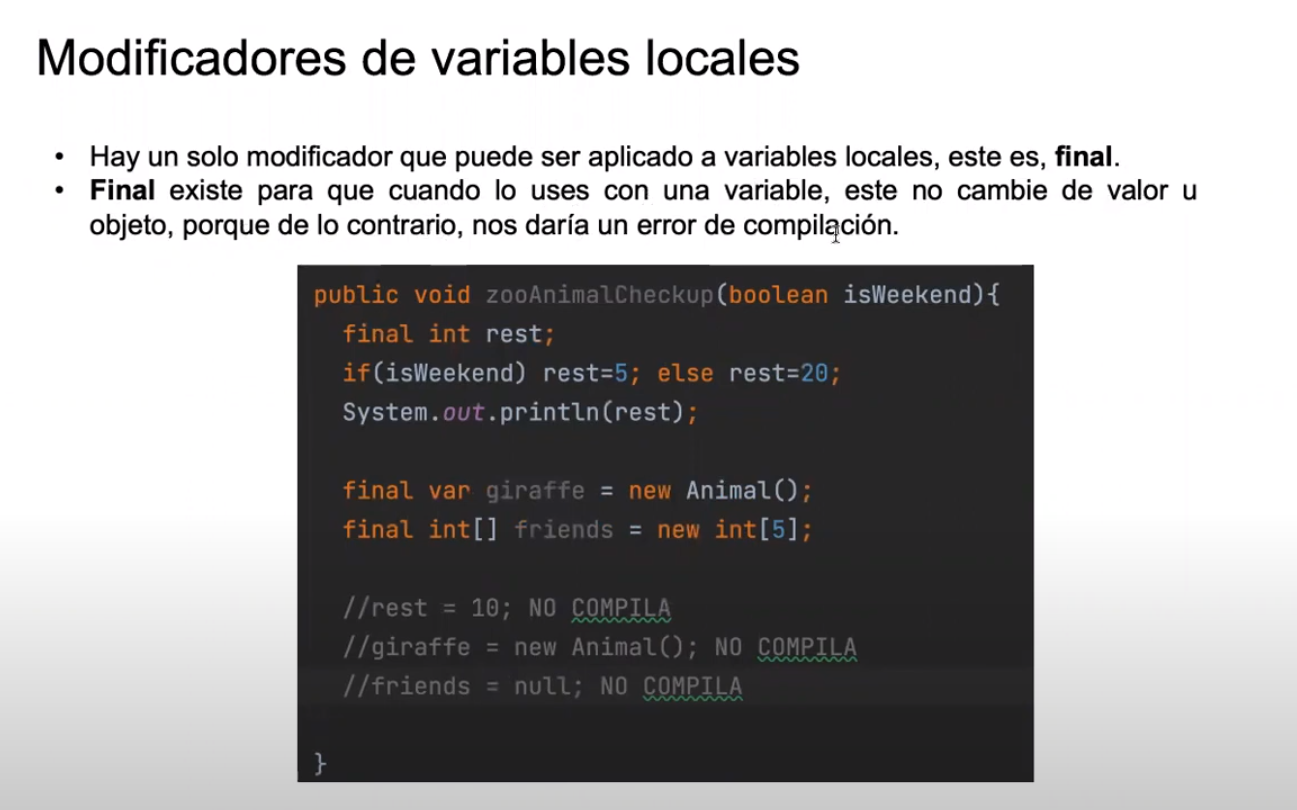 Modificadores de variables locales
• Hay un solo modificador que puede ser aplicado a variables locales, este es, final.
• Final existe para que cuando lo uses con una variable, este no cambie de valor u
objeto, porque de lo contrario, nos daría un error de compilación.
public void zooAnimalCheckup(boolean isWeekend){
final int rest;
if(isWeekend) rest=5; else rest=20;
System.out.println(rest);
final var giraffe = new Animal();
final int[] friends = new int[5];
//rest = 10; NO COMPILA
//giraffe = new Animal(); NO COMPILA
//friends = null; NO COMPILA
}